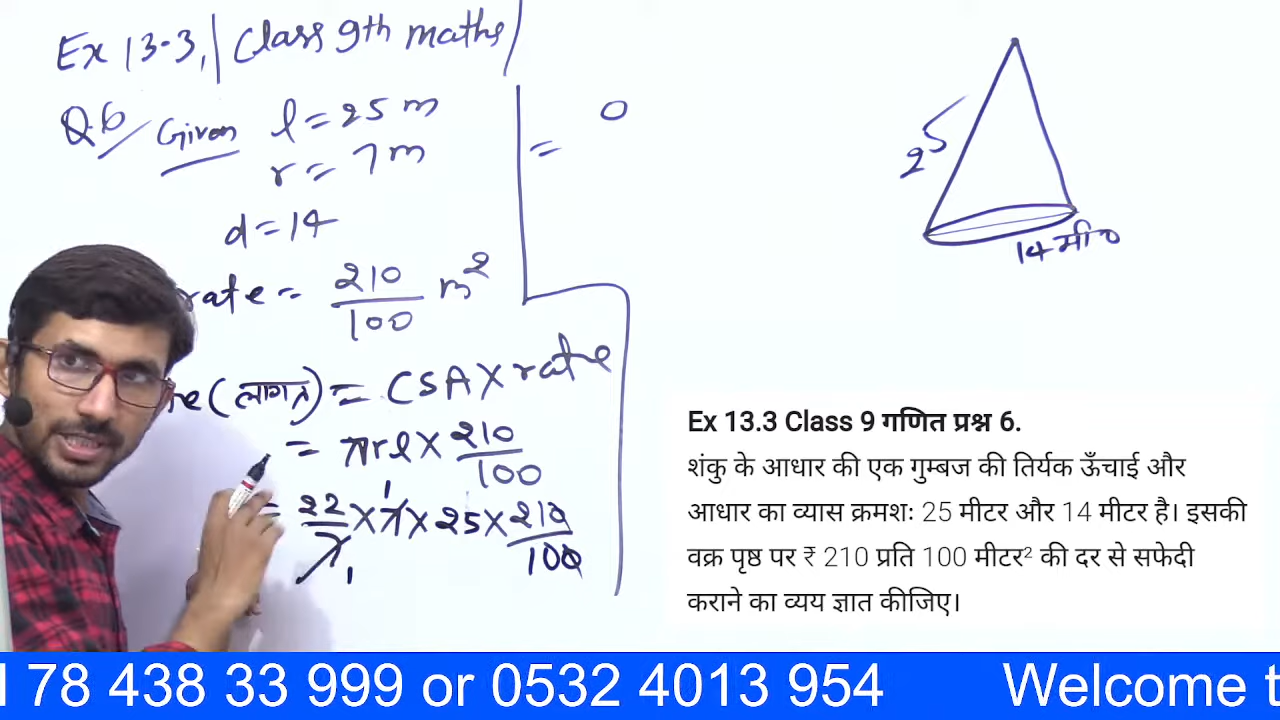 Ex 13.3, | Class 9th maths |
Q.6 Given l = 25 m
r = 7 m
d = 14
rate = 210/100 m²
(लागत) = CSA × rate
= πrl × 210/100
= 22/7 × 7 × 25 × 210/100
1
1
= 0
25
14 मी०
Ex 13.3 Class 9 गणित प्रश्न 6.
शंकु के आधार की एक गुम्बज की तिर्यक ऊँचाई और
आधार का व्यास क्रमशः 25 मीटर और 14 मीटर है। इसकी
वक्र पृष्ठ पर ₹ 210 प्रति 100 मीटर² की दर से सफेदी
कराने का व्यय ज्ञात कीजिए।
78 438 33 999 or 0532 4013 954 Welcome t